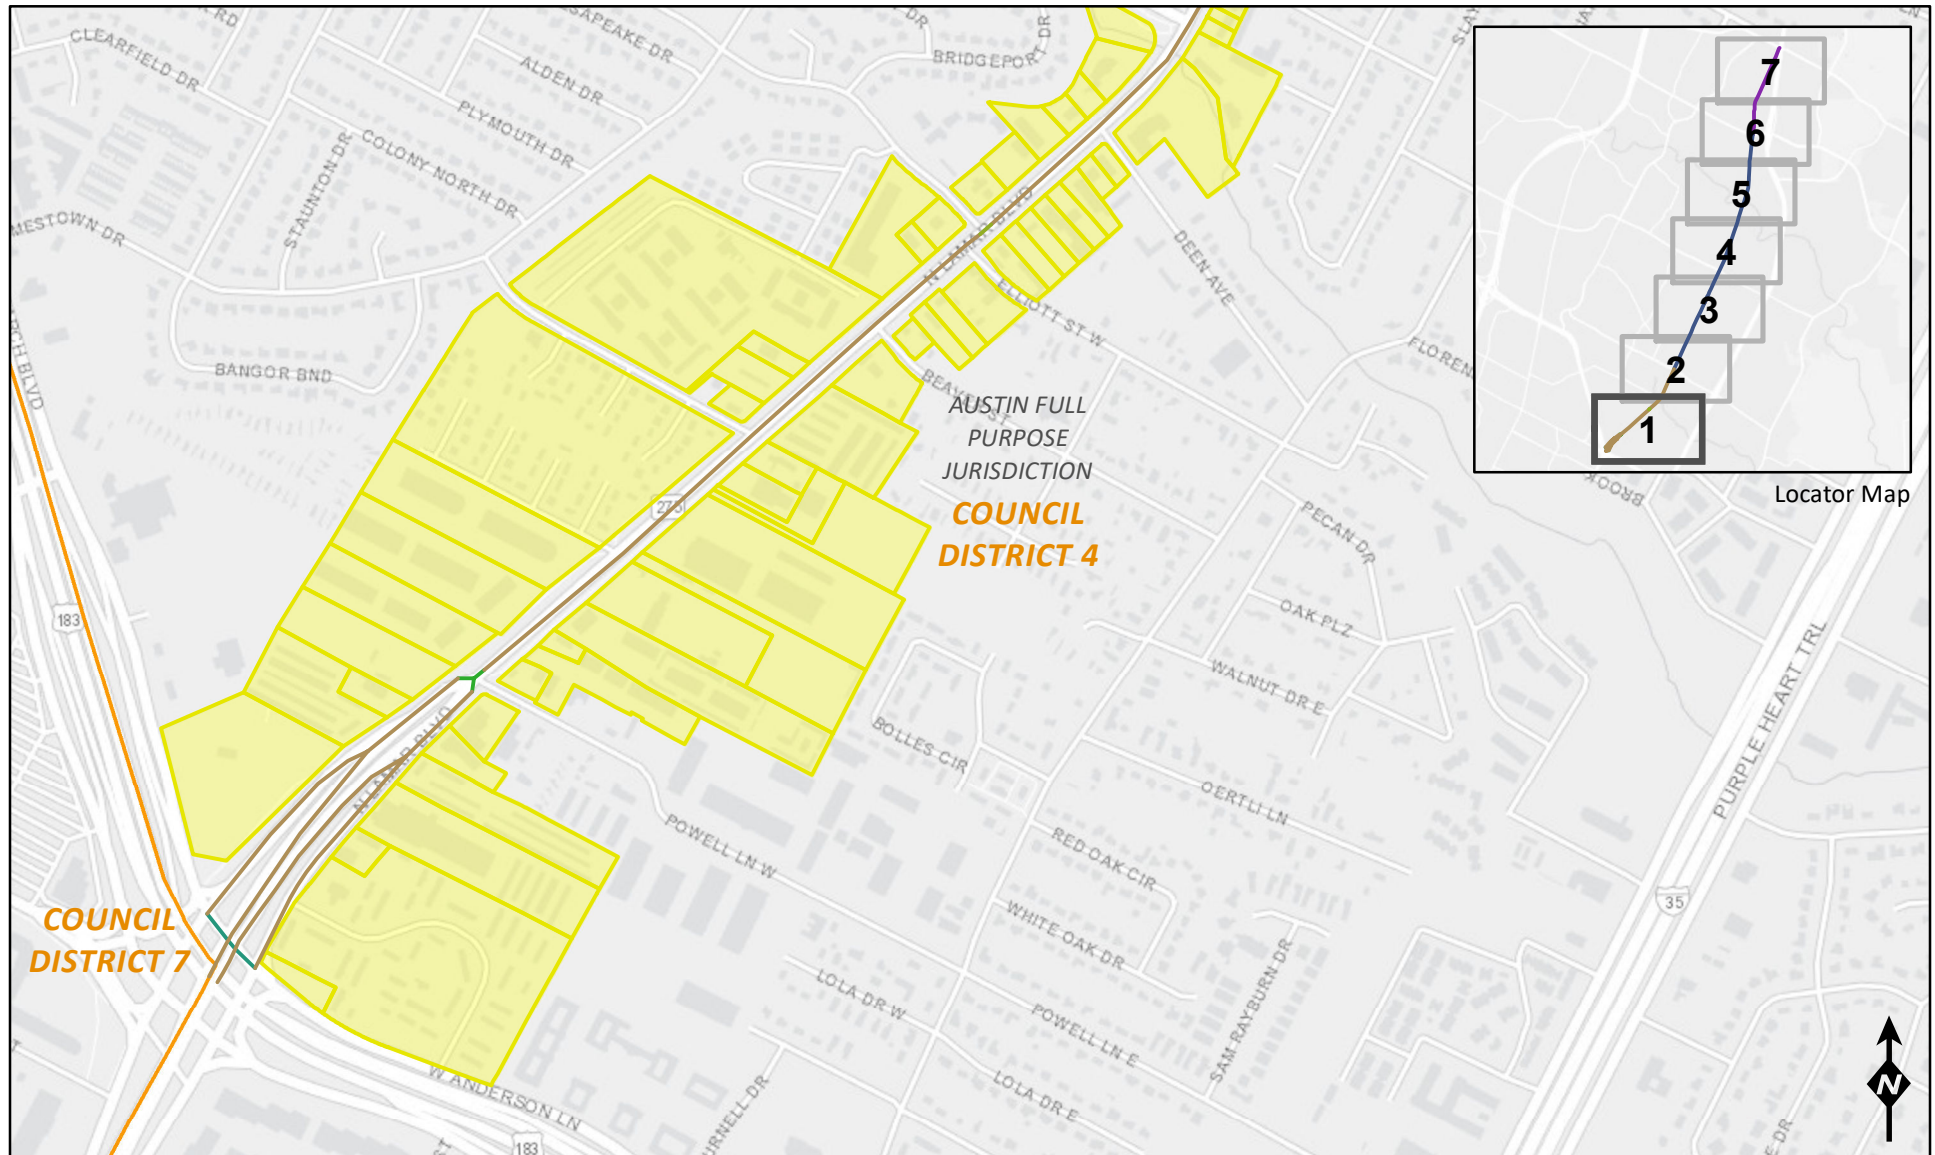 CLEARFIELD DR
ALDEN DR
PLYMOUTH DR
COLONY NORTH DR
STAUNTON DR
BRIDGEPORT DR
BANGOR BND
N LAMAR BLVD
DEEN AVE
ELLIOTT ST W
AUSTIN FULL
PURPOSE
JURISDICTION
COUNCIL
DISTRICT 4
275
183
PECAN DR
OAK PLZ
WALNUT DR E
BOLLES CIR
OERTLI LN
RED OAK CIR
WHITE OAK DR
N LAMAR BLVD
POWELL LN W
LOLA DR W
POWELL LN E
LOLA DR E
SAM RAYBURN DR
PURPLE HEART TRL
35
COUNCIL
DISTRICT 7
W ANDERSON LN
183
7
6
5
4
3
2
1
Locator Map
N